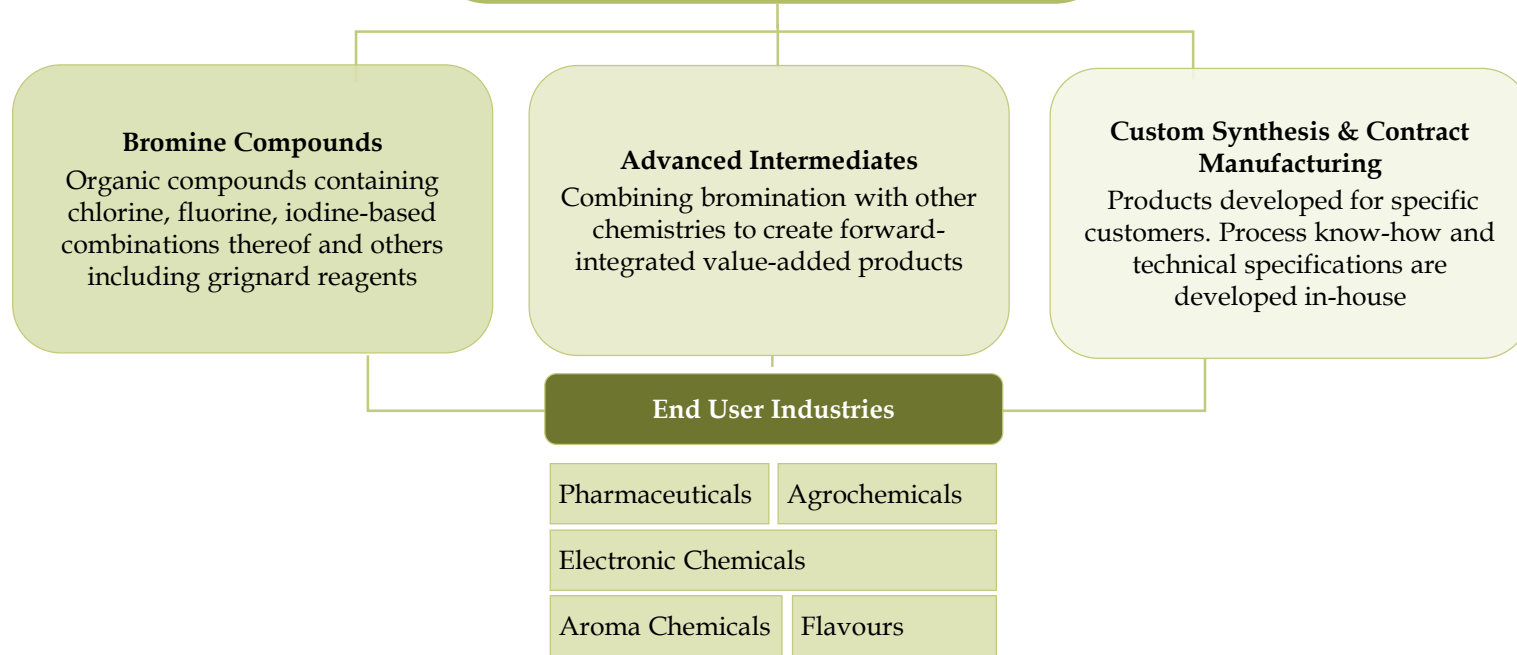 Bromine Compounds
Organic compounds containing
chlorine, fluorine, iodine-based
combinations thereof and others
including grignard reagents
Advanced Intermediates
Combining bromination with other
chemistries to create forward-
integrated value-added products
Custom Synthesis & Contract
Manufacturing
Products developed for specific
customers. Process know-how and
technical specifications are
developed in-house
End User Industries
Pharmaceuticals
Agrochemicals
Electronic Chemicals
Aroma Chemicals
Flavours